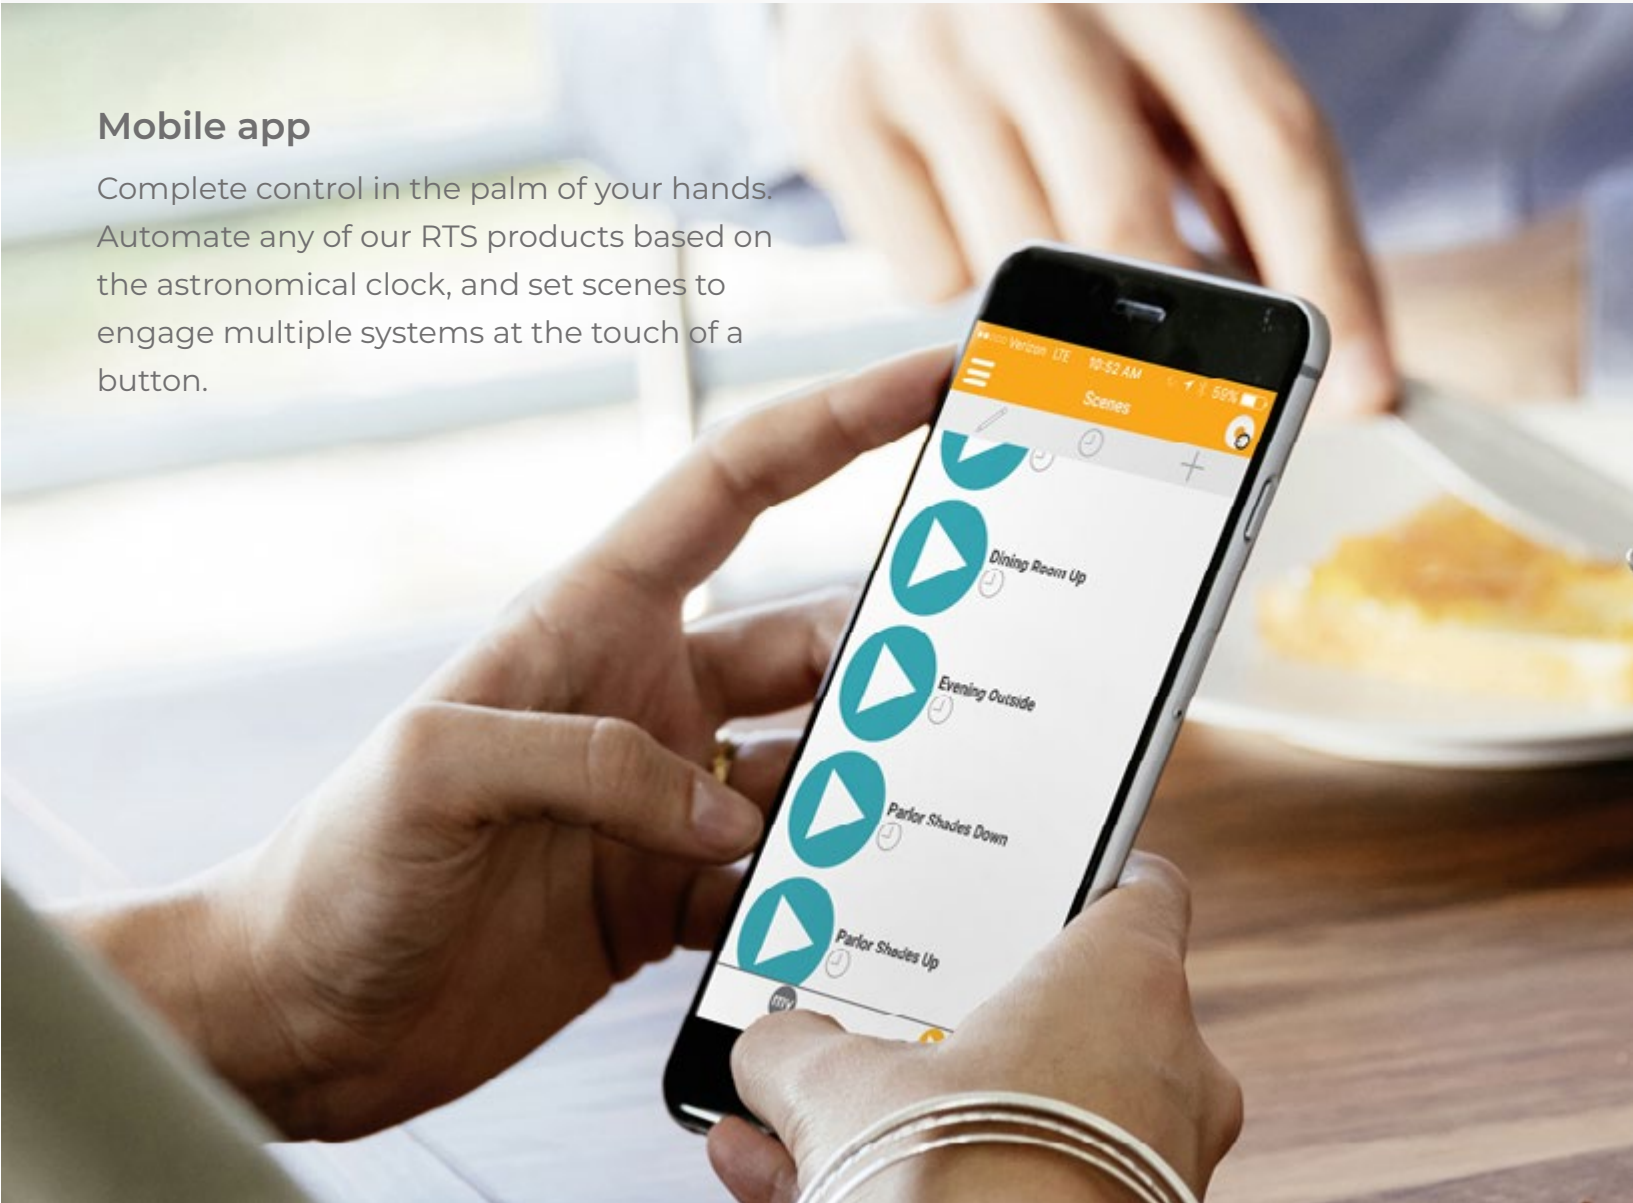 Mobile app
Complete control in the palm of your hands.
Automate any of our RTS products based on
the astronomical clock, and set scenes to
engage multiple systems at the touch of a
button.
Verizon LTE 10:52 AM 59%
Scenes
Dining Room Up
Evening Outside
Parlor Shades Down
Parlor Shades Up
my